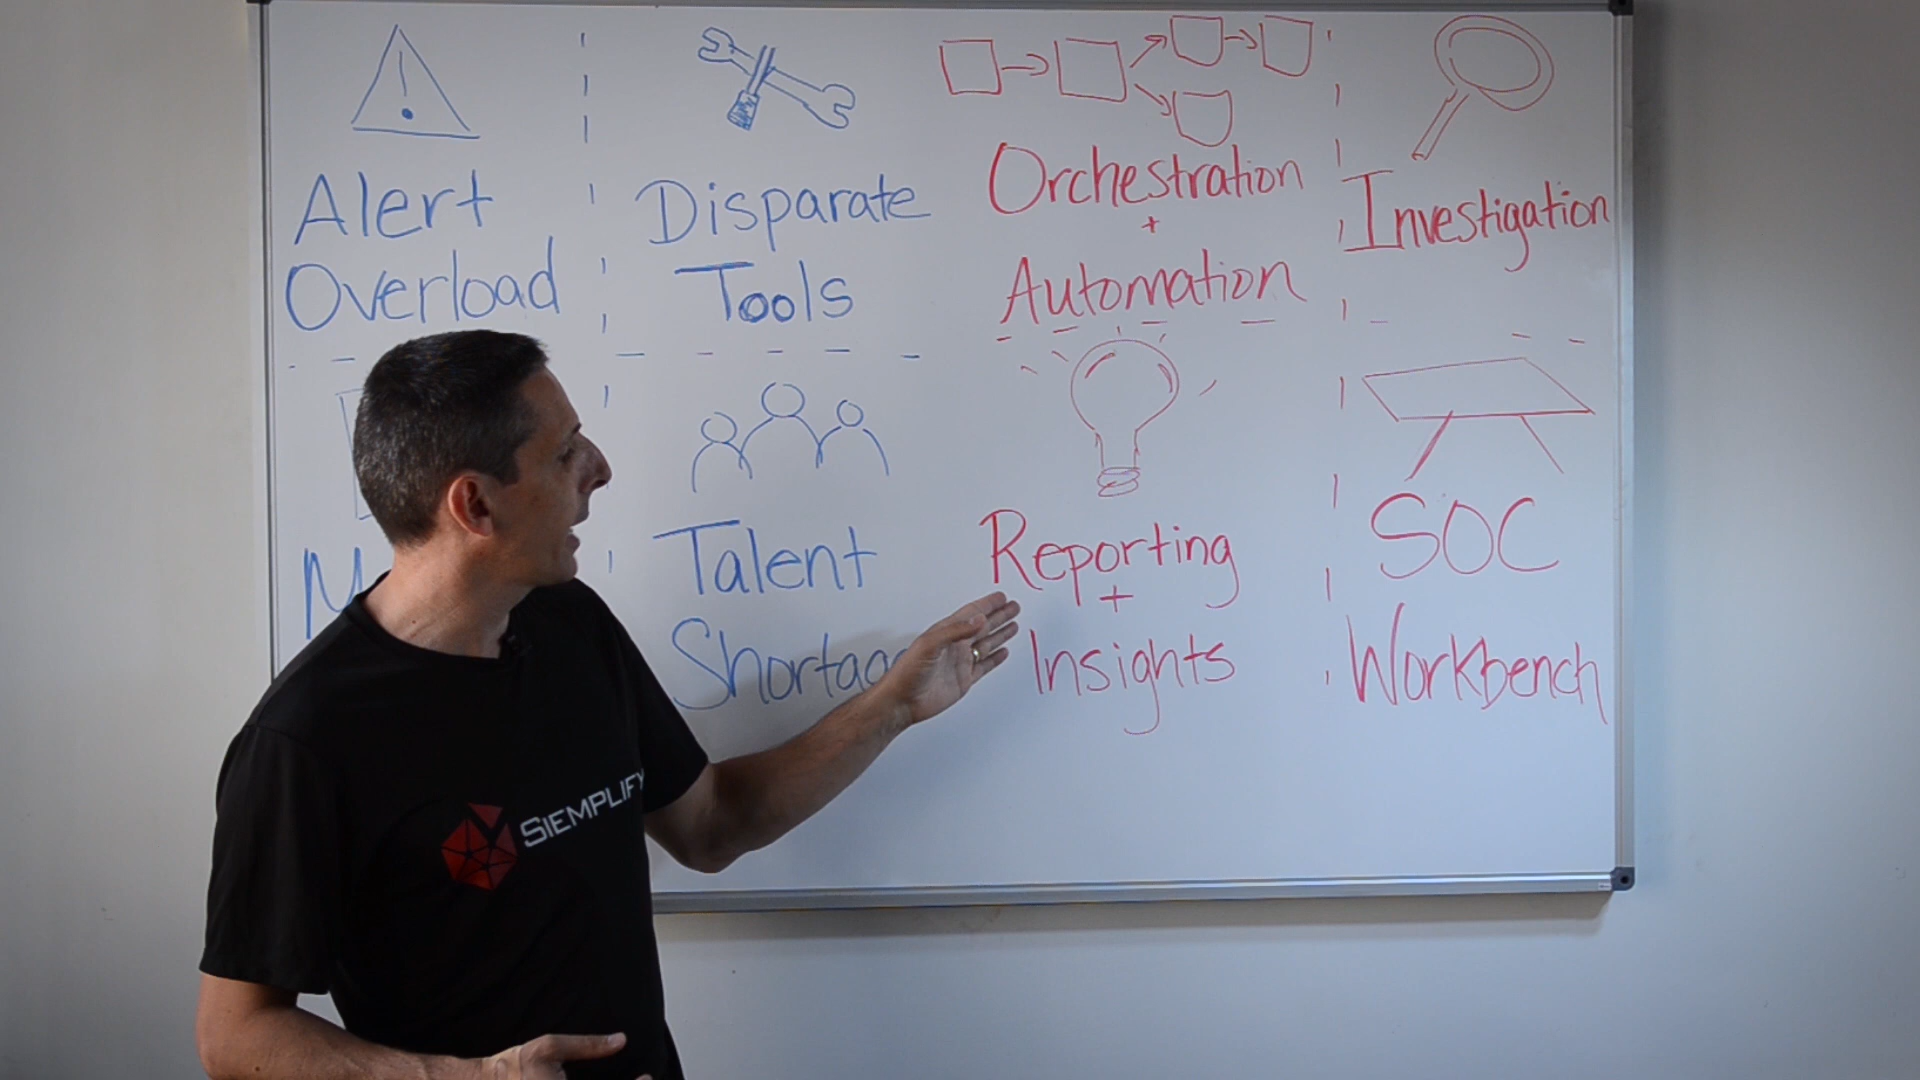 Alert
Overload
Disparate
Tools
Orchestration
+
Automation
Investigation
Talent
Reporting
+
Insights
SOC
Workbench
SIEMPLIFY